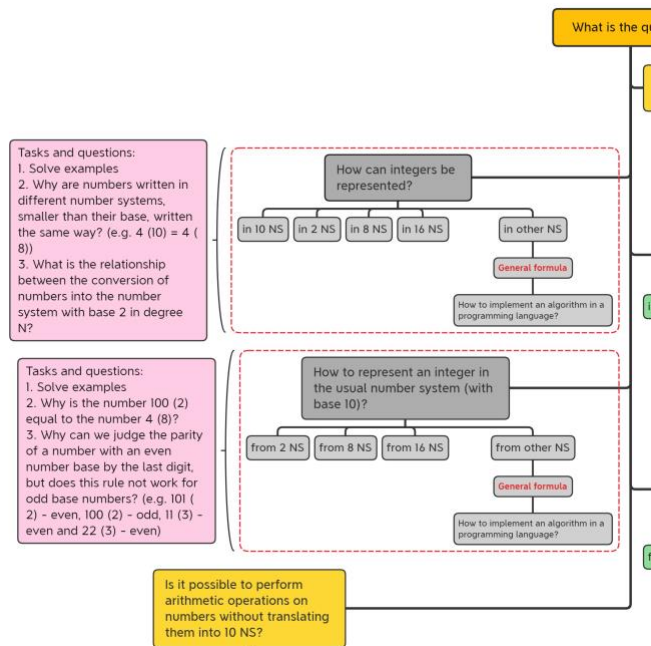 What is the qu
Tasks and questions:
1. Solve examples
2. Why are numbers written in
different number systems,
smaller than their base, written
the same way? (e.g. 4 (10) = 4 (
8))
3. What is the relationship
between the conversion of
numbers into the number
system with base 2 in degree
N?
How can integers be
represented?
in 10 NS
in 2 NS
in 8 NS
in 16 NS
in other NS
General formula
How to implement an algorithm in a
programming language?
Tasks and questions:
1. Solve examples
2. Why is the number 100 (2)
equal to the number 4 (8)?
3. Why can we judge the parity
of a number with an even
number base by the last digit,
but does this rule not work for
odd base numbers? (e.g. 101 (
2) - even, 100 (2) - odd, 11 (3) -
even and 22 (3) - even)
How to represent an integer in
the usual number system (with
base 10)?
from 2 NS
from 8 NS
from 16 NS
from other NS
General formula
How to implement an algorithm in a
programming language?
Is it possible to perform
arithmetic operations on
numbers without translating
them into 10 NS?